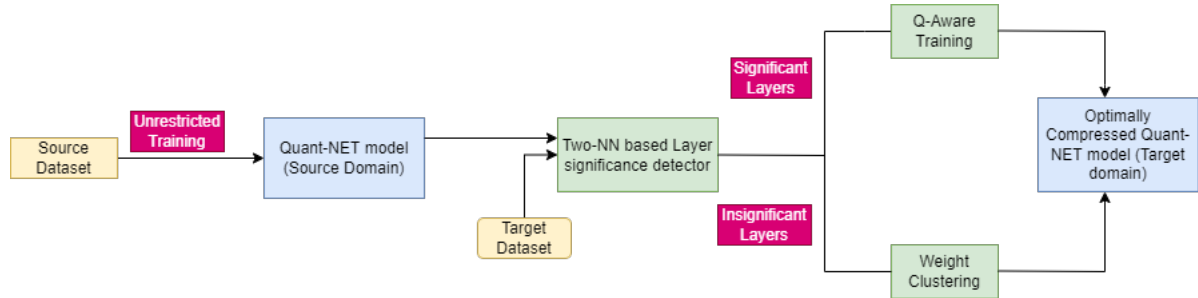 Source
Dataset
Unrestricted
Training
Quant-NET model
(Source Domain)
Target
Dataset
Two-NN based Layer
significance detector
Significant
Layers
Insignificant
Layers
Q-Aware
Training
Weight
Clustering
Optimally
Compressed Quant-
NET model (Target
domain)